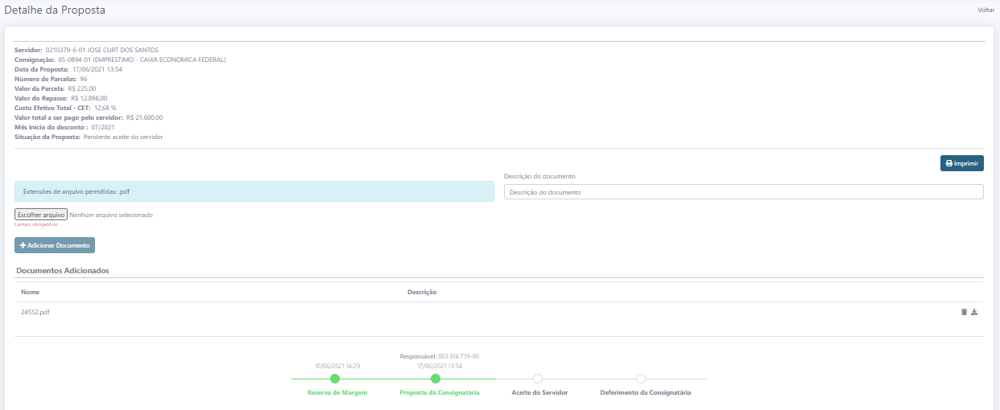 Detalhe da Proposta
Voltar
Servidor: 0210379-6-01 JOSE CURT DOS SANTOS
Consignação: 05-0894-01 (EMPRESTIMO - CAIXA ECONOMICA FEDERAL)
Data da Proposta: 17/06/2021 13:54
Número de Parcelas: 96
Valor da Parcela: R$ 225,00
Valor do Repasse: R$ 12.898,00
Custo Efetivo Total - CET: 12,68 %
Valor total a ser pago pelo servidor: R$ 21.600,00
Mês início do desconto : 07/2021
Situação da Proposta: Pendente aceite do servidor
Imprimir
Descrição do documento
Extensões de arquivo permitidas: .pdf
Descrição do documento
Escolher arquivo Nenhum arquivo selecionado
Campo obrigatório
+ Adicionar Documento
Documentos Adicionados
Nome Descrição
24552.pdf
Responsável: 003.914.739-80
10/06/2021 14:29 17/06/2021 13:54
Reserva de Margem Proposta da Consignatária Aceite do Servidor Deferimento da Consignatária